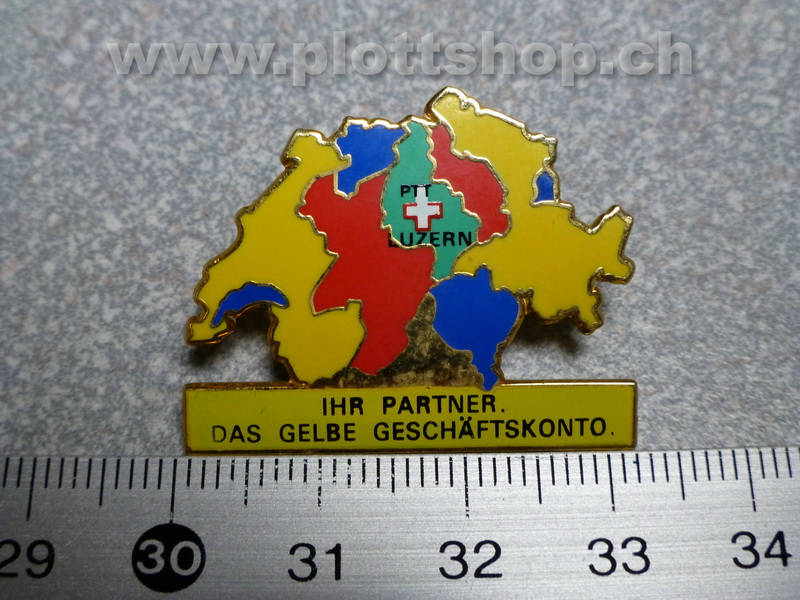 www.plottshop.ch
PTT
LUZERN
IHR PARTNER.
DAS GELBE GESCHÄFTSKONTO.
29 30 31 32 33 34